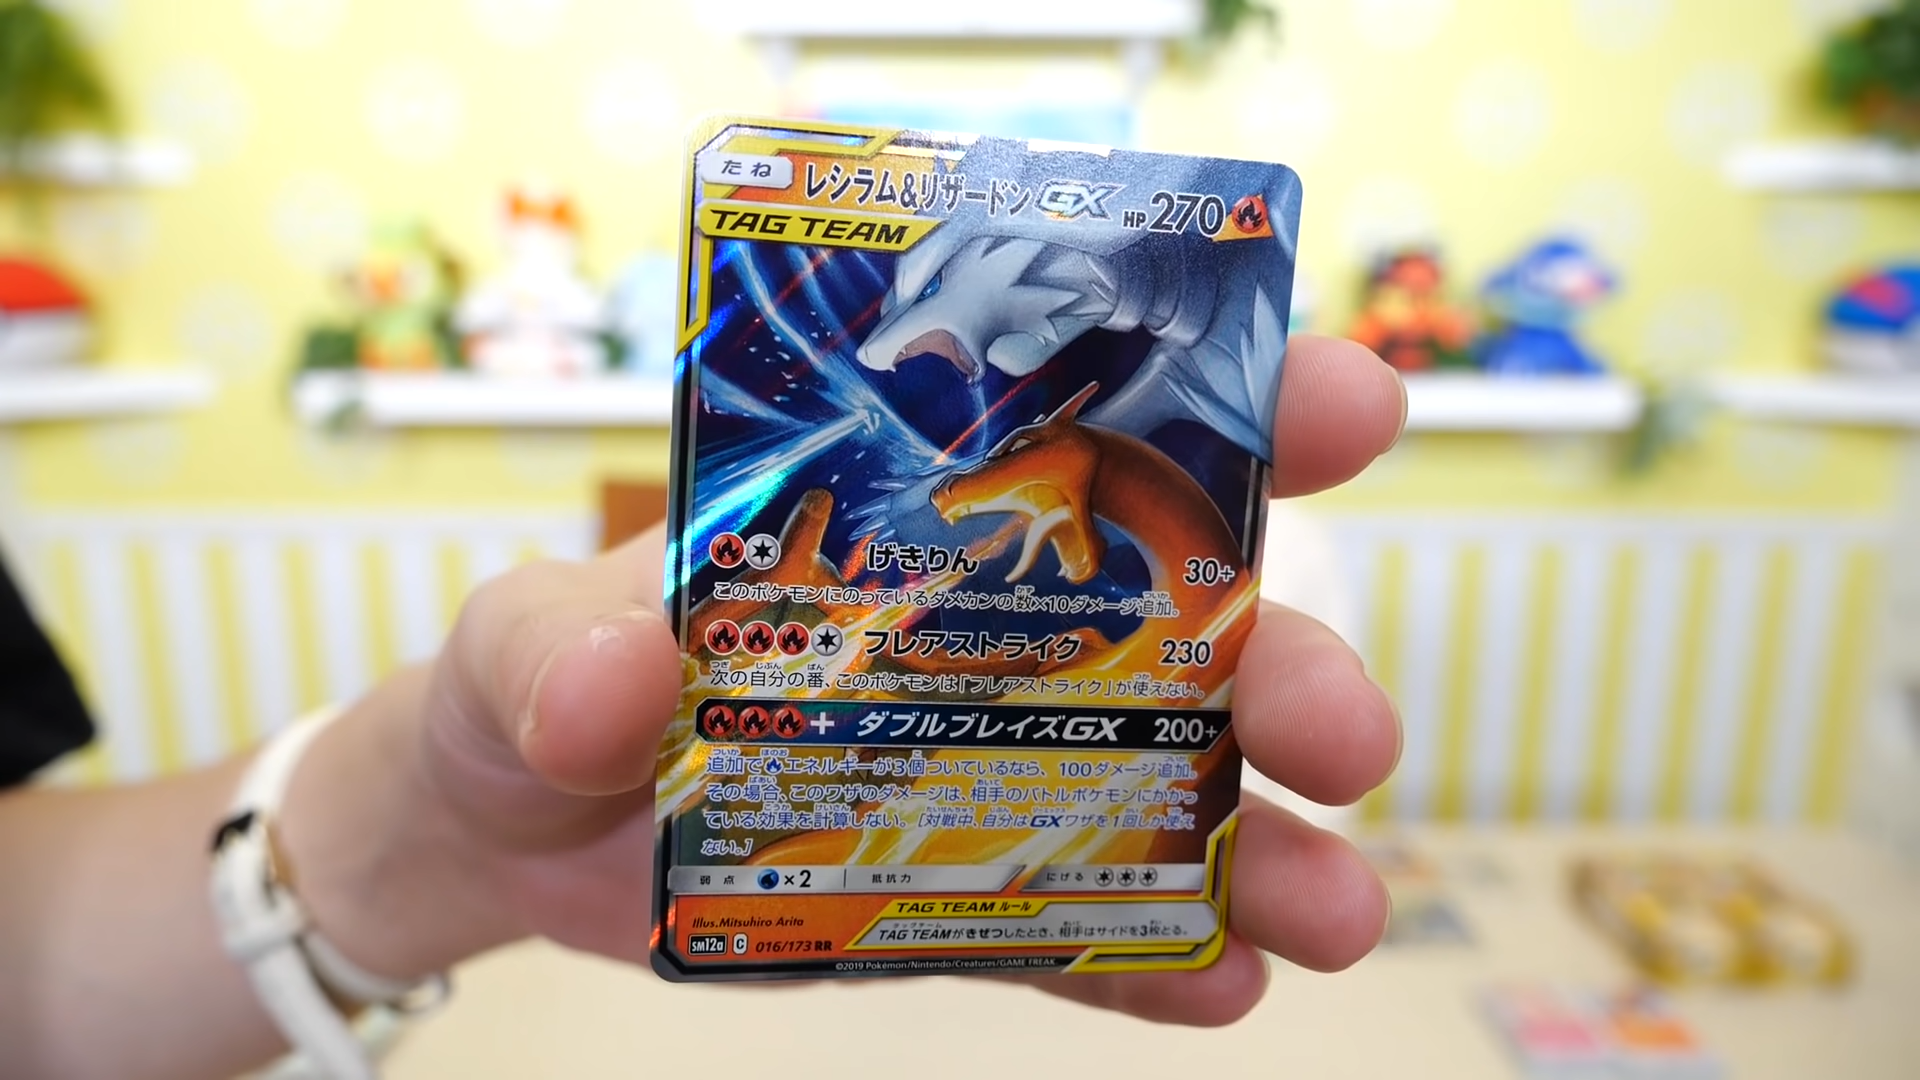 たね
レシラム&リザードンGX HP270
TAG TEAM
げきりん 30+
このポケモンにのっているダメカンの数×10ダメージ追加。
フレアストライク 230
次の自分の番、このポケモンは「フレアストライク」が使えない。
+ ダブルブレイズGX 200+
追加で エネルギーが3個ついているなら、100ダメージ追加。
その場合、このワザのダメージは、相手のバトルポケモンにかかっ
ている効果を計算しない。[対戦中、自分はGXワザを1回しか使え
ない。]
弱点 ×2 抵抗力 にげる
Illus.Mitsuhiro Arita
TAG TEAM ルール
TAG TEAMがきぜつしたとき、相手はサイドを3枚とる。
SM12a C 016/173 RR
©2019 Pokémon/Nintendo/Creatures/GAME FREAK.